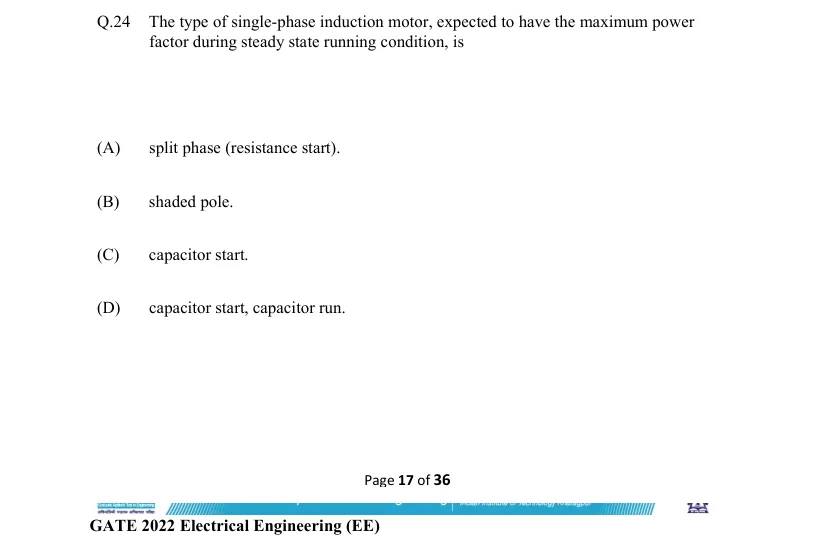 Q.24 The type of single-phase induction motor, expected to have the maximum power
factor during steady state running condition, is
(A) split phase (resistance start).
(B) shaded pole.
(C) capacitor start.
(D) capacitor start, capacitor run.
Page 17 of 36
GATE 2022 Electrical Engineering (EE)